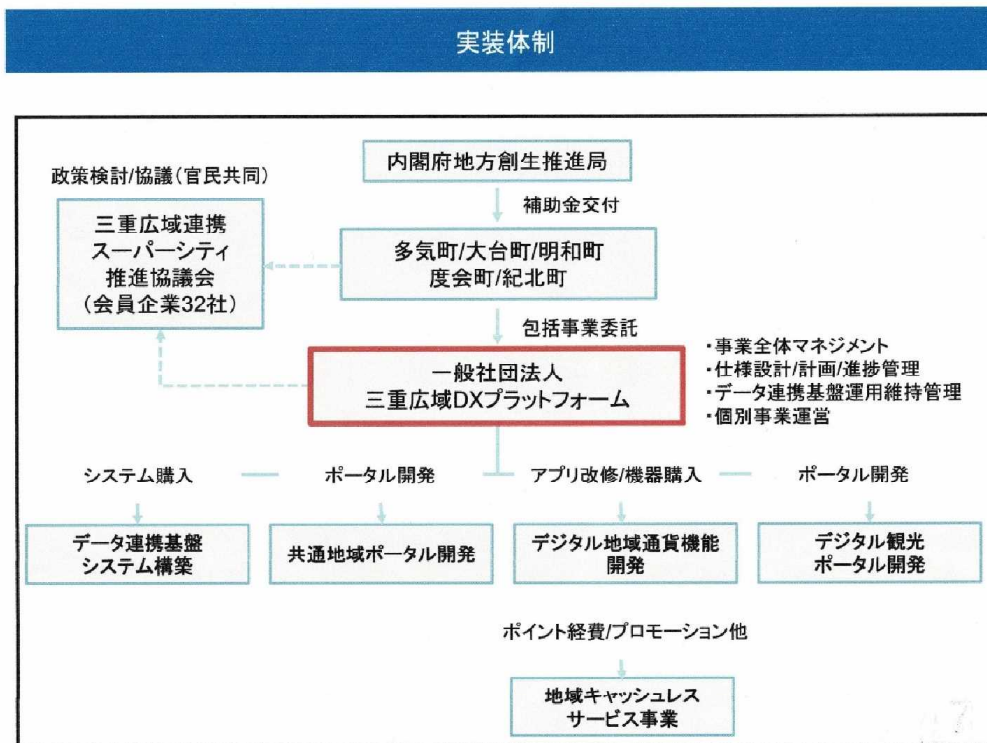 実装体制
内閣府地方創生推進局
政策検討/協議(官民共同)
補助金交付
三重広域連携
スーパーシティ
推進協議会
(会員企業32社)
多気町/大台町/明和町
度会町/紀北町
包括事業委託
一般社団法人
三重広域DXプラットフォーム
・事業全体マネジメント
・仕様設計/計画/進捗管理
・データ連携基盤運用維持管理
・個別事業運営
システム購入
ポータル開発
アプリ改修/機器購入
ポータル開発
データ連携基盤
システム構築
共通地域ポータル開発
デジタル地域通貨機能
開発
デジタル観光
ポータル開発
ポイント経費/プロモーション他
地域キャッシュレス
サービス事業
7